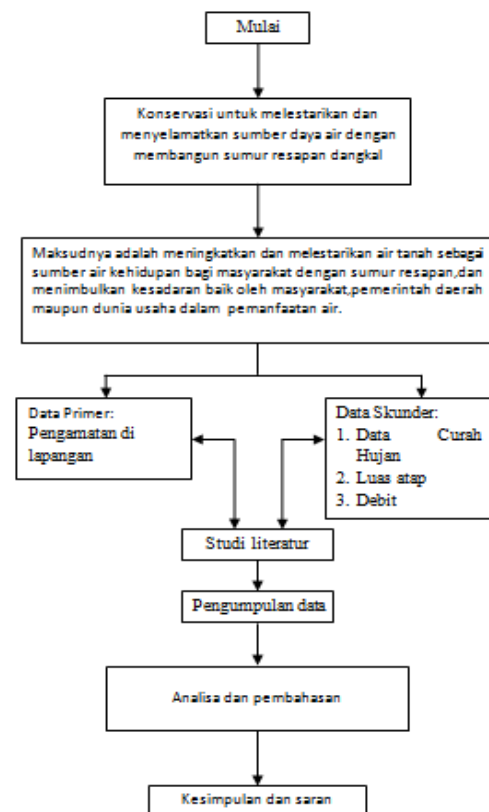 Mulai
Konservasi untuk melestarikan dan
menyelamatkan sumber daya air dengan
membangun sumur resapan dangkal
Maksudnya adalah meningkatkan dan melestarikan air tanah sebagai
sumber air kehidupan bagi masyarakat dengan sumur resapan,dan
menimbulkan kesadaran baik oleh masyarakat,pemerintah daerah
maupun dunia usaha dalam pemanfaatan air.
Data Primer:
Pengamatan di
lapangan
Data Skunder:
1. Data Curah
Hujan
2. Luas atap
3. Debit
Studi literatur
Pengumpulan data
Analisa dan pembahasan
Kesimpulan dan saran